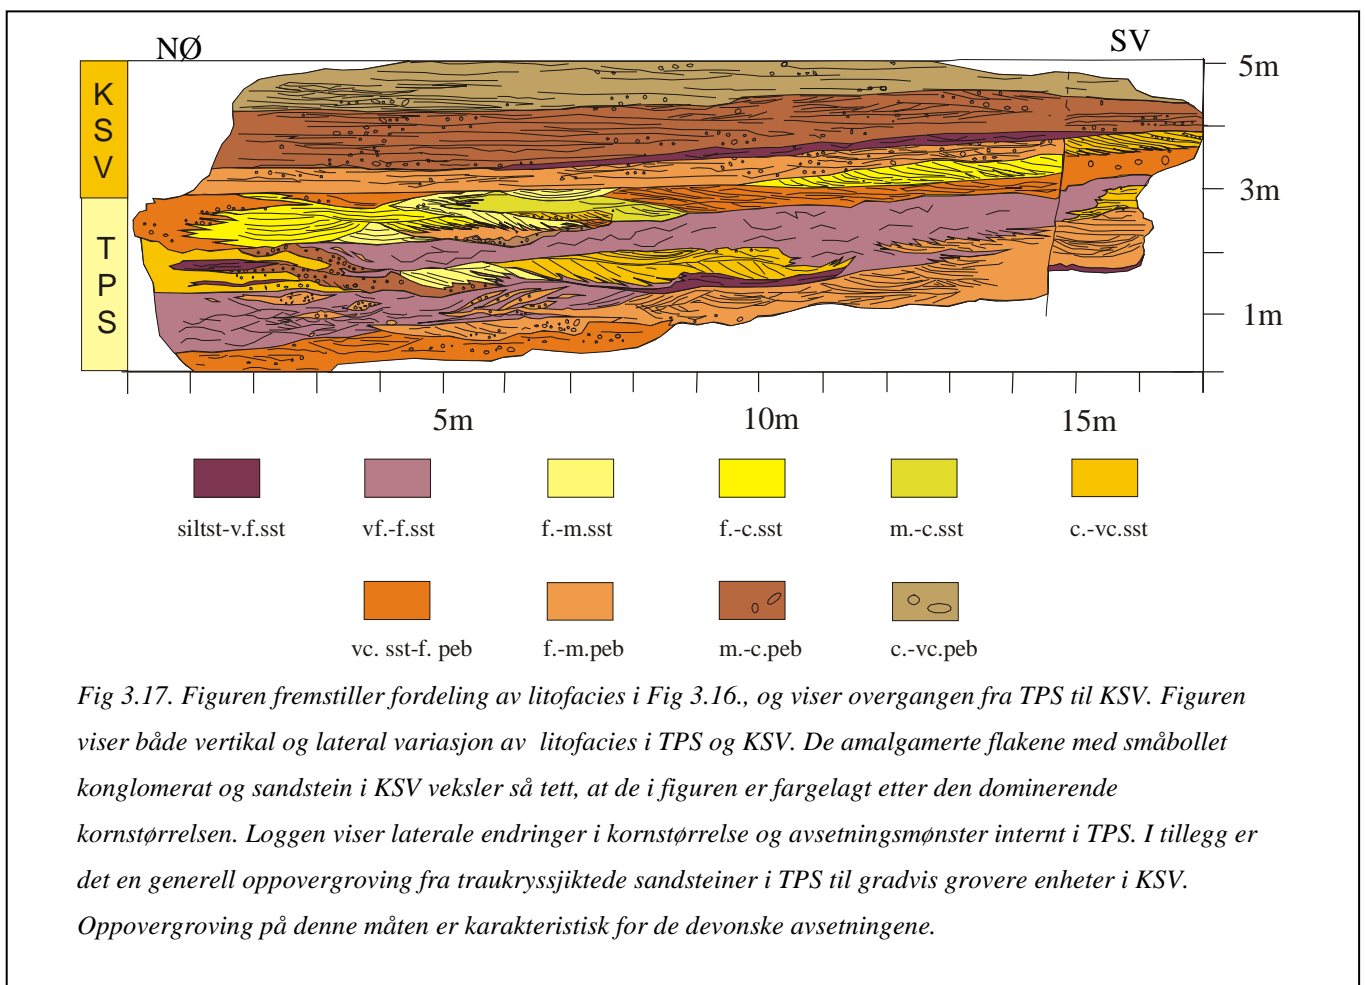 NØ SV
5m
K
S
V
3m
T
P
S
1m
5m 10m 15m
siltst-v.f.sst vf.-f.sst f.-m.sst f.-c.sst m.-c.sst c.-vc.sst
vc. sst-f. peb f.-m.peb m.-c.peb c.-vc.peb
Fig 3.17. Figuren fremstiller fordeling av litofacies i Fig 3.16., og viser overgangen fra TPS til KSV. Figuren
viser både vertikal og lateral variasjon av litofacies i TPS og KSV. De amalgamerte flakene med småbollet
konglomerat og sandstein i KSV veksler så tett, at de i figuren er fargelagt etter den dominerende
kornstørrelsen. Loggen viser laterale endringer i kornstørrelse og avsetningsmønster internt i TPS. I tillegg er
det en generell oppovergroving fra traukryssjiktede sandsteiner i TPS til gradvis grovere enheter i KSV.
Oppovergroving på denne måten er karakteristisk for de devonske avsetningene.